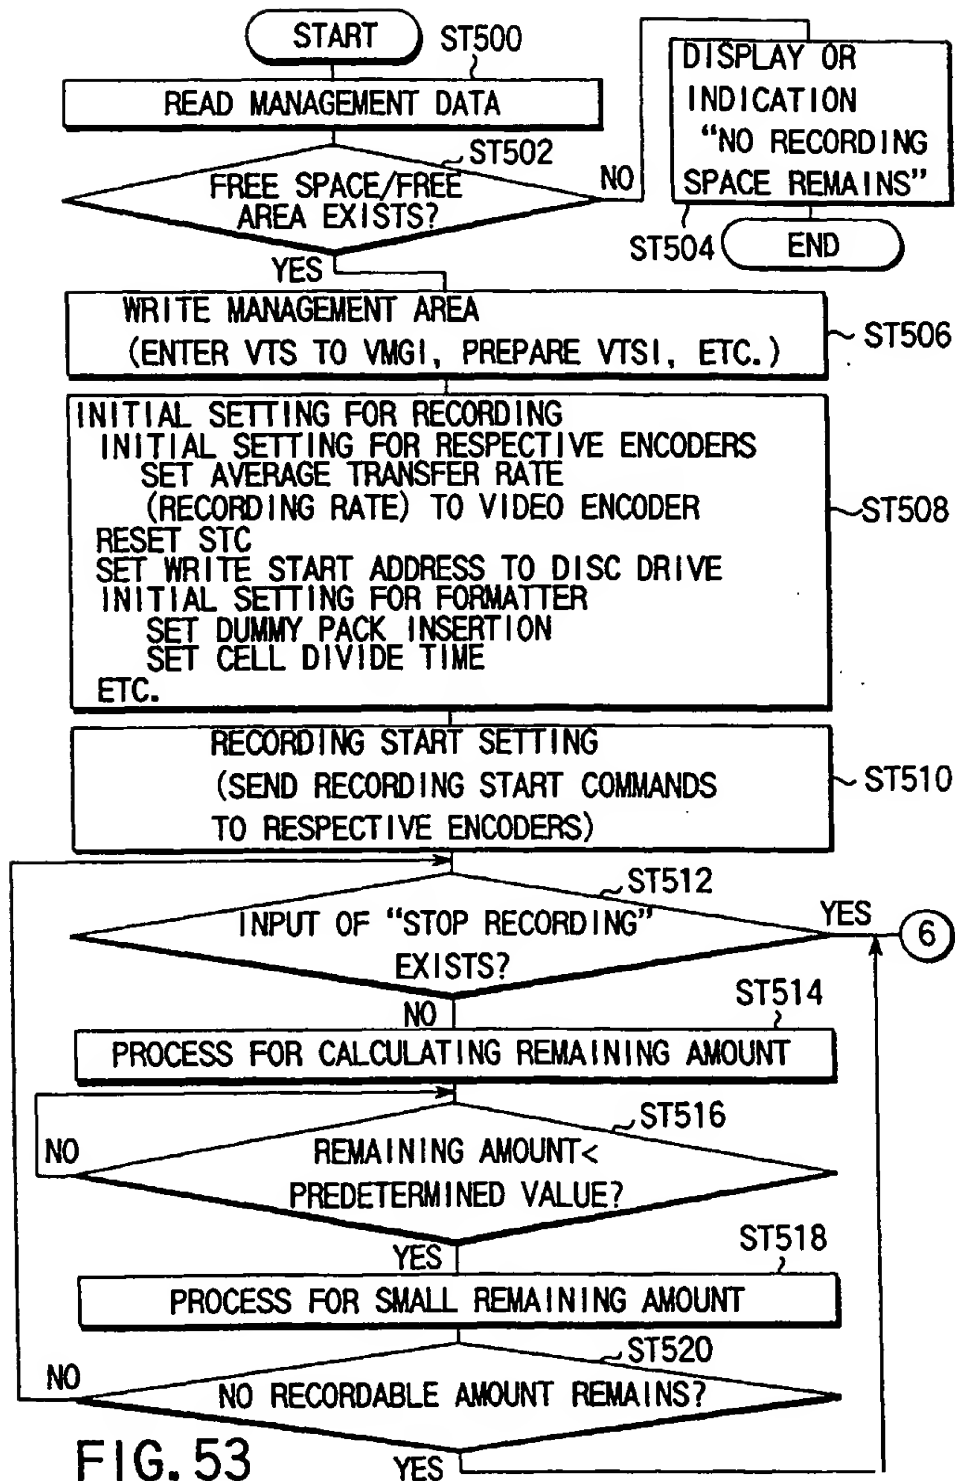 START
ST500
READ MANAGEMENT DATA
ST502
FREE SPACE/FREE
AREA EXISTS?
NO
DISPLAY OR
INDICATION
“NO RECORDING
SPACE REMAINS”
ST504
END
YES
WRITE MANAGEMENT AREA
(ENTER VTS TO VMGI, PREPARE VTSI, ETC.)
ST506
INITIAL SETTING FOR RECORDING
INITIAL SETTING FOR RESPECTIVE ENCODERS
SET AVERAGE TRANSFER RATE
(RECORDING RATE) TO VIDEO ENCODER
RESET STC
SET WRITE START ADDRESS TO DISC DRIVE
INITIAL SETTING FOR FORMATTER
SET DUMMY PACK INSERTION
SET CELL DIVIDE TIME
ETC.
ST508
RECORDING START SETTING
(SEND RECORDING START COMMANDS
TO RESPECTIVE ENCODERS)
ST510
ST512
INPUT OF “STOP RECORDING”
EXISTS?
YES
6
NO
ST514
PROCESS FOR CALCULATING REMAINING AMOUNT
ST516
NO
REMAINING AMOUNT<
PREDETERMINED VALUE?
YES
ST518
PROCESS FOR SMALL REMAINING AMOUNT
ST520
NO
NO RECORDABLE AMOUNT REMAINS?
YES
FIG. 53